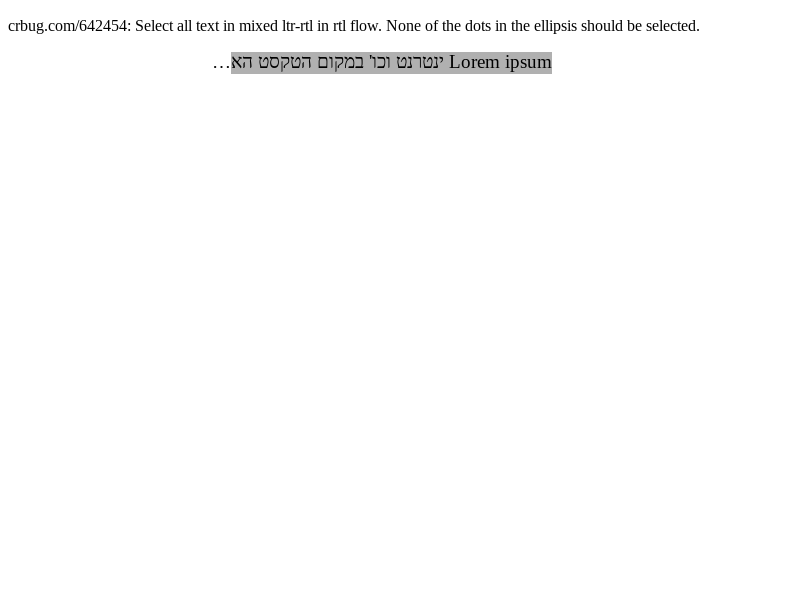 crbug.com/642454: Select all text in mixed ltr-rtl in rtl flow. None of the dots in the ellipsis should be selected.
Lorem ipsum ינטרנט וכו' במקום הטקסט הא…